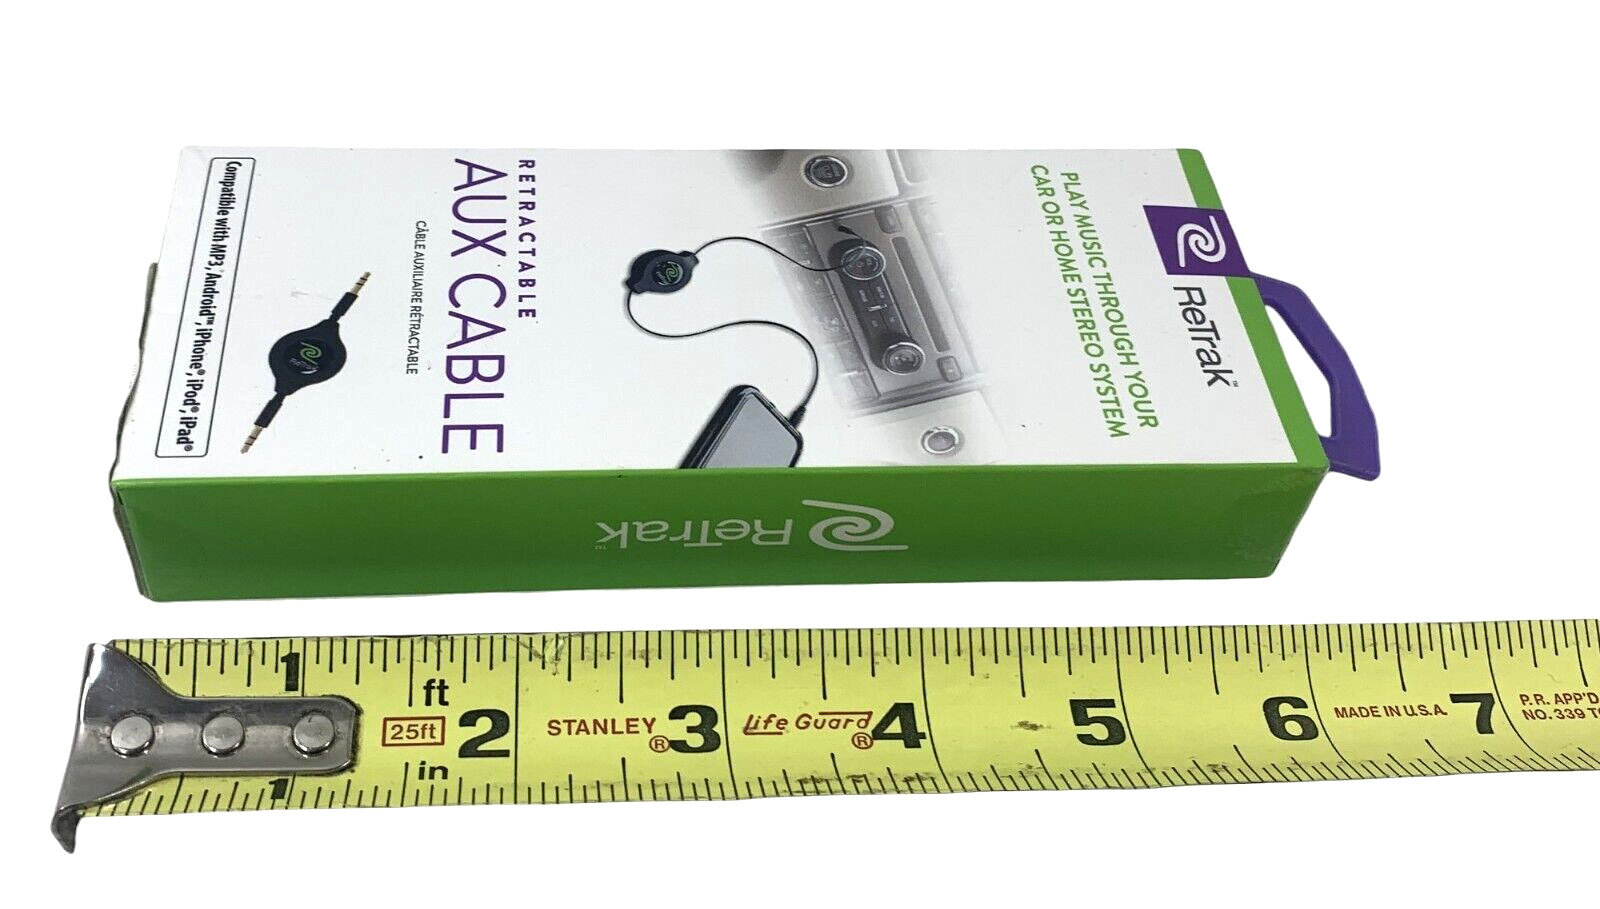 ReTrak™
PLAY MUSIC THROUGH YOUR
CAR OR HOME STEREO SYSTEM
RETRACTABLE
AUX CABLE
CÂBLE AUXILIAIRE RÉTRACTABLE
Compatible with MP3, Android™, iPhone®, iPod®, iPad®
ReTrak™
1 ft 25ft in 2 STANLEY® 3 Life Guard® 4 5 6 MADE IN U.S.A. 7
1
P.R. APP'D
NO. 339